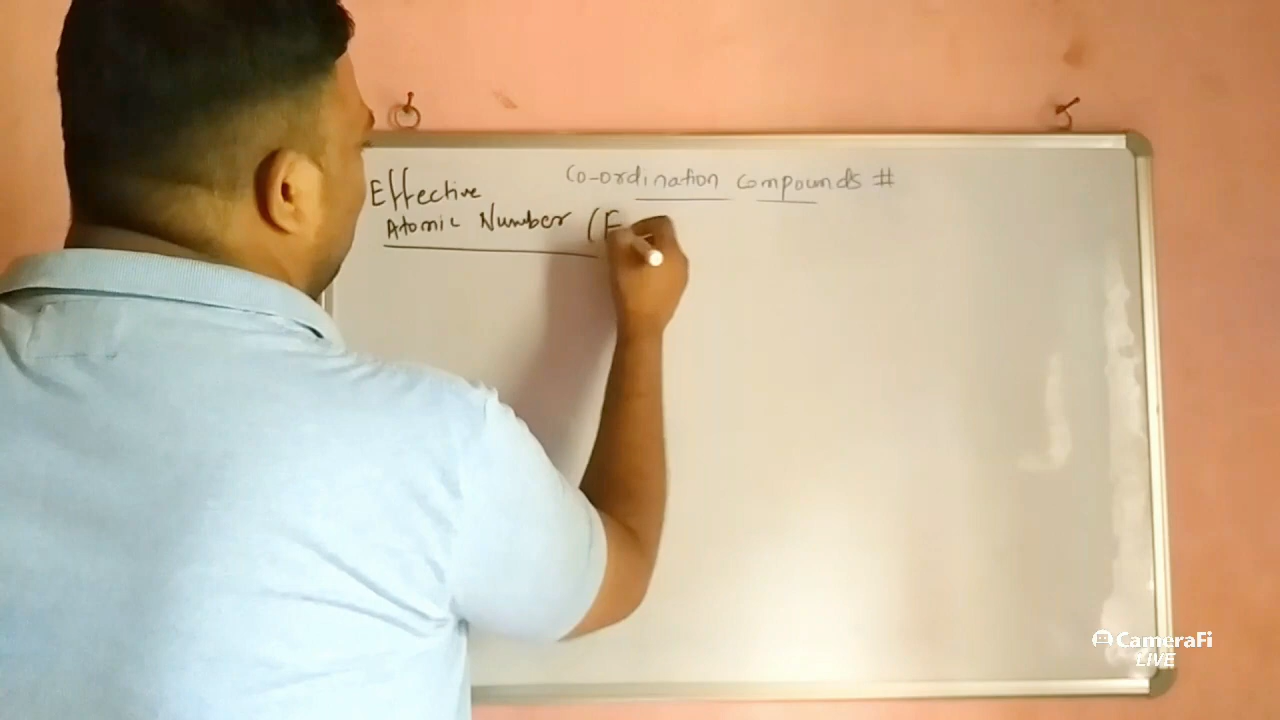 Co-ordination Compounds #
Effective
Atomic Number (E
CameraFi
LIVE